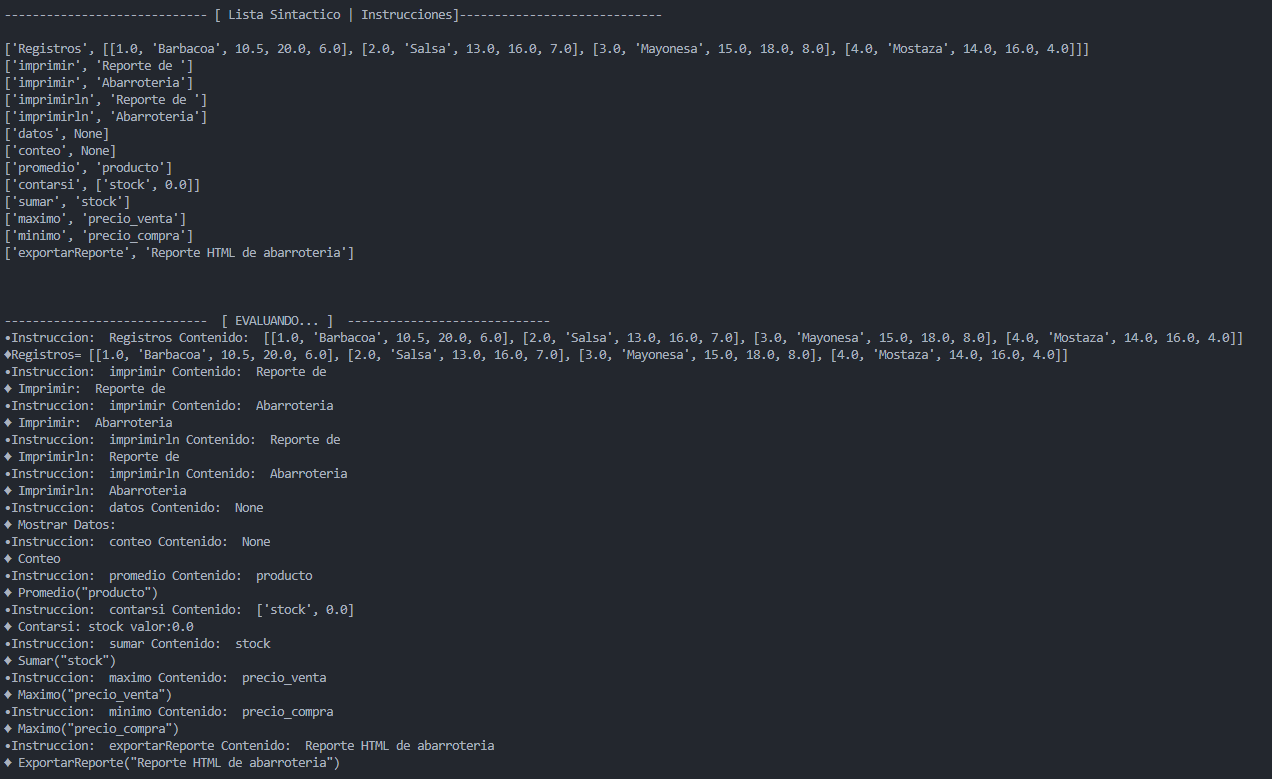 ----------------------------- [ Lista Sintactico | Instrucciones]-----------------------------
['Registros', [[1.0, 'Barbacoa', 10.5, 20.0, 6.0], [2.0, 'Salsa', 13.0, 16.0, 7.0], [3.0, 'Mayonesa', 15.0, 18.0, 8.0], [4.0, 'Mostaza', 14.0, 16.0, 4.0]]]
['imprimir', 'Reporte de ']
['imprimir', 'Abarroteria']
['imprimirln', 'Reporte de ']
['imprimirln', 'Abarroteria']
['datos', None]
['conteo', None]
['promedio', 'producto']
['contarsi', ['stock', 0.0]]
['sumar', 'stock']
['maximo', 'precio_venta']
['minimo', 'precio_compra']
['exportarReporte', 'Reporte HTML de abarroteria']
-----------------------------  [ EVALUANDO... ]  -----------------------------
•Instruccion:  Registros Contenido:  [[1.0, 'Barbacoa', 10.5, 20.0, 6.0], [2.0, 'Salsa', 13.0, 16.0, 7.0], [3.0, 'Mayonesa', 15.0, 18.0, 8.0], [4.0, 'Mostaza', 14.0, 16.0, 4.0]]
♦Registros= [[1.0, 'Barbacoa', 10.5, 20.0, 6.0], [2.0, 'Salsa', 13.0, 16.0, 7.0], [3.0, 'Mayonesa', 15.0, 18.0, 8.0], [4.0, 'Mostaza', 14.0, 16.0, 4.0]]
•Instruccion:  imprimir Contenido:  Reporte de
♦ Imprimir:  Reporte de
•Instruccion:  imprimir Contenido:  Abarroteria
♦ Imprimir:  Abarroteria
•Instruccion:  imprimirln Contenido:  Reporte de
♦ Imprimirln:  Reporte de
•Instruccion:  imprimirln Contenido:  Abarroteria
♦ Imprimirln:  Abarroteria
•Instruccion:  datos Contenido:  None
♦ Mostrar Datos:
•Instruccion:  conteo Contenido:  None
♦ Conteo
•Instruccion:  promedio Contenido:  producto
♦ Promedio("producto")
•Instruccion:  contarsi Contenido:  ['stock', 0.0]
♦ Contarsi: stock valor:0.0
•Instruccion:  sumar Contenido:  stock
♦ Sumar("stock")
•Instruccion:  maximo Contenido:  precio_venta
♦ Maximo("precio_venta")
•Instruccion:  minimo Contenido:  precio_compra
♦ Maximo("precio_compra")
•Instruccion:  exportarReporte Contenido:  Reporte HTML de abarroteria
♦ ExportarReporte("Reporte HTML de abarroteria")